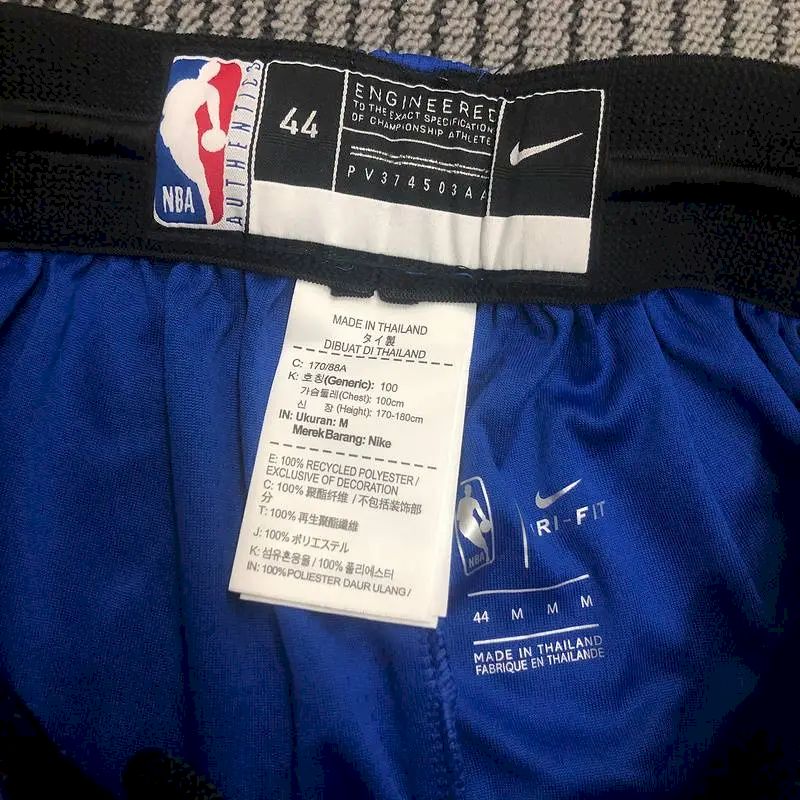 NBA
AUTHENTICS
44
ENGINEERED
TO THE EXACT SPECIFICATION
OF CHAMPIONSHIP ATHLETE
PV374503AA
MADE IN THAILAND
タイ製
DIBUAT DI THAILAND
C: 170/88A
K: 호칭(Generic): 100
가슴둘레(Chest): 100cm
신 장 (Height): 170-180cm
IN: Ukuran: M
MerekBarang: Nike
E: 100% RECYCLED POLYESTER /
EXCLUSIVE OF DECORATION
C: 100% 聚酯纤维 / 不包括装饰部
分
T: 100% 再生聚酯纖維
J: 100% ポリエステル
K: 섬유혼용율 / 100% 폴리에스터
IN: 100%POLIESTER DAUR ULANG /
NBA
RI-FIT
44 M M M
MADE IN THAILAND
FABRIQUE EN THAILANDE